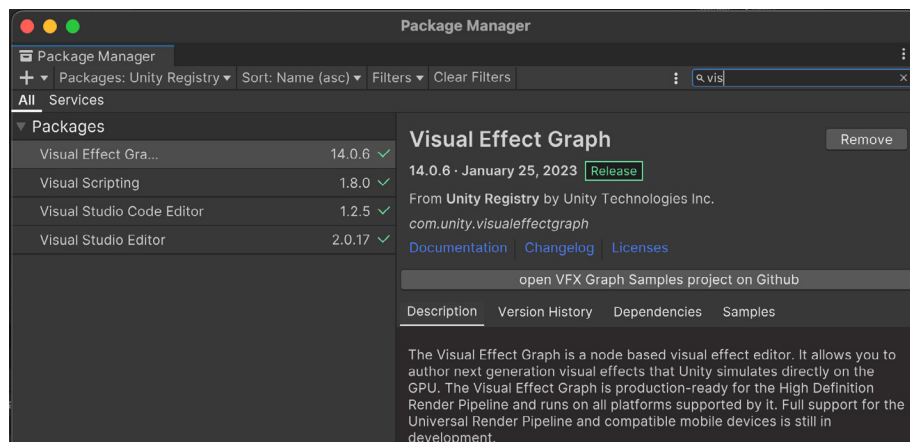 Package Manager
Package Manager
Packages: Unity Registry Sort: Name (asc) Filters Clear Filters vis
All Services
Packages
Visual Effect Gra... 14.0.6
Visual Scripting 1.8.0
Visual Studio Code Editor 1.2.5
Visual Studio Editor 2.0.17
Visual Effect Graph Remove
14.0.6 · January 25, 2023 Release
From Unity Registry by Unity Technologies Inc.
com.unity.visualeffectgraph
Documentation Changelog Licenses
open VFX Graph Samples project on Github
Description Version History Dependencies Samples
The Visual Effect Graph is a node based visual effect editor. It allows you to
author next generation visual effects that Unity simulates directly on the
GPU. The Visual Effect Graph is production-ready for the High Definition
Render Pipeline and runs on all platforms supported by it. Full support for the
Universal Render Pipeline and compatible mobile devices is still in
development.